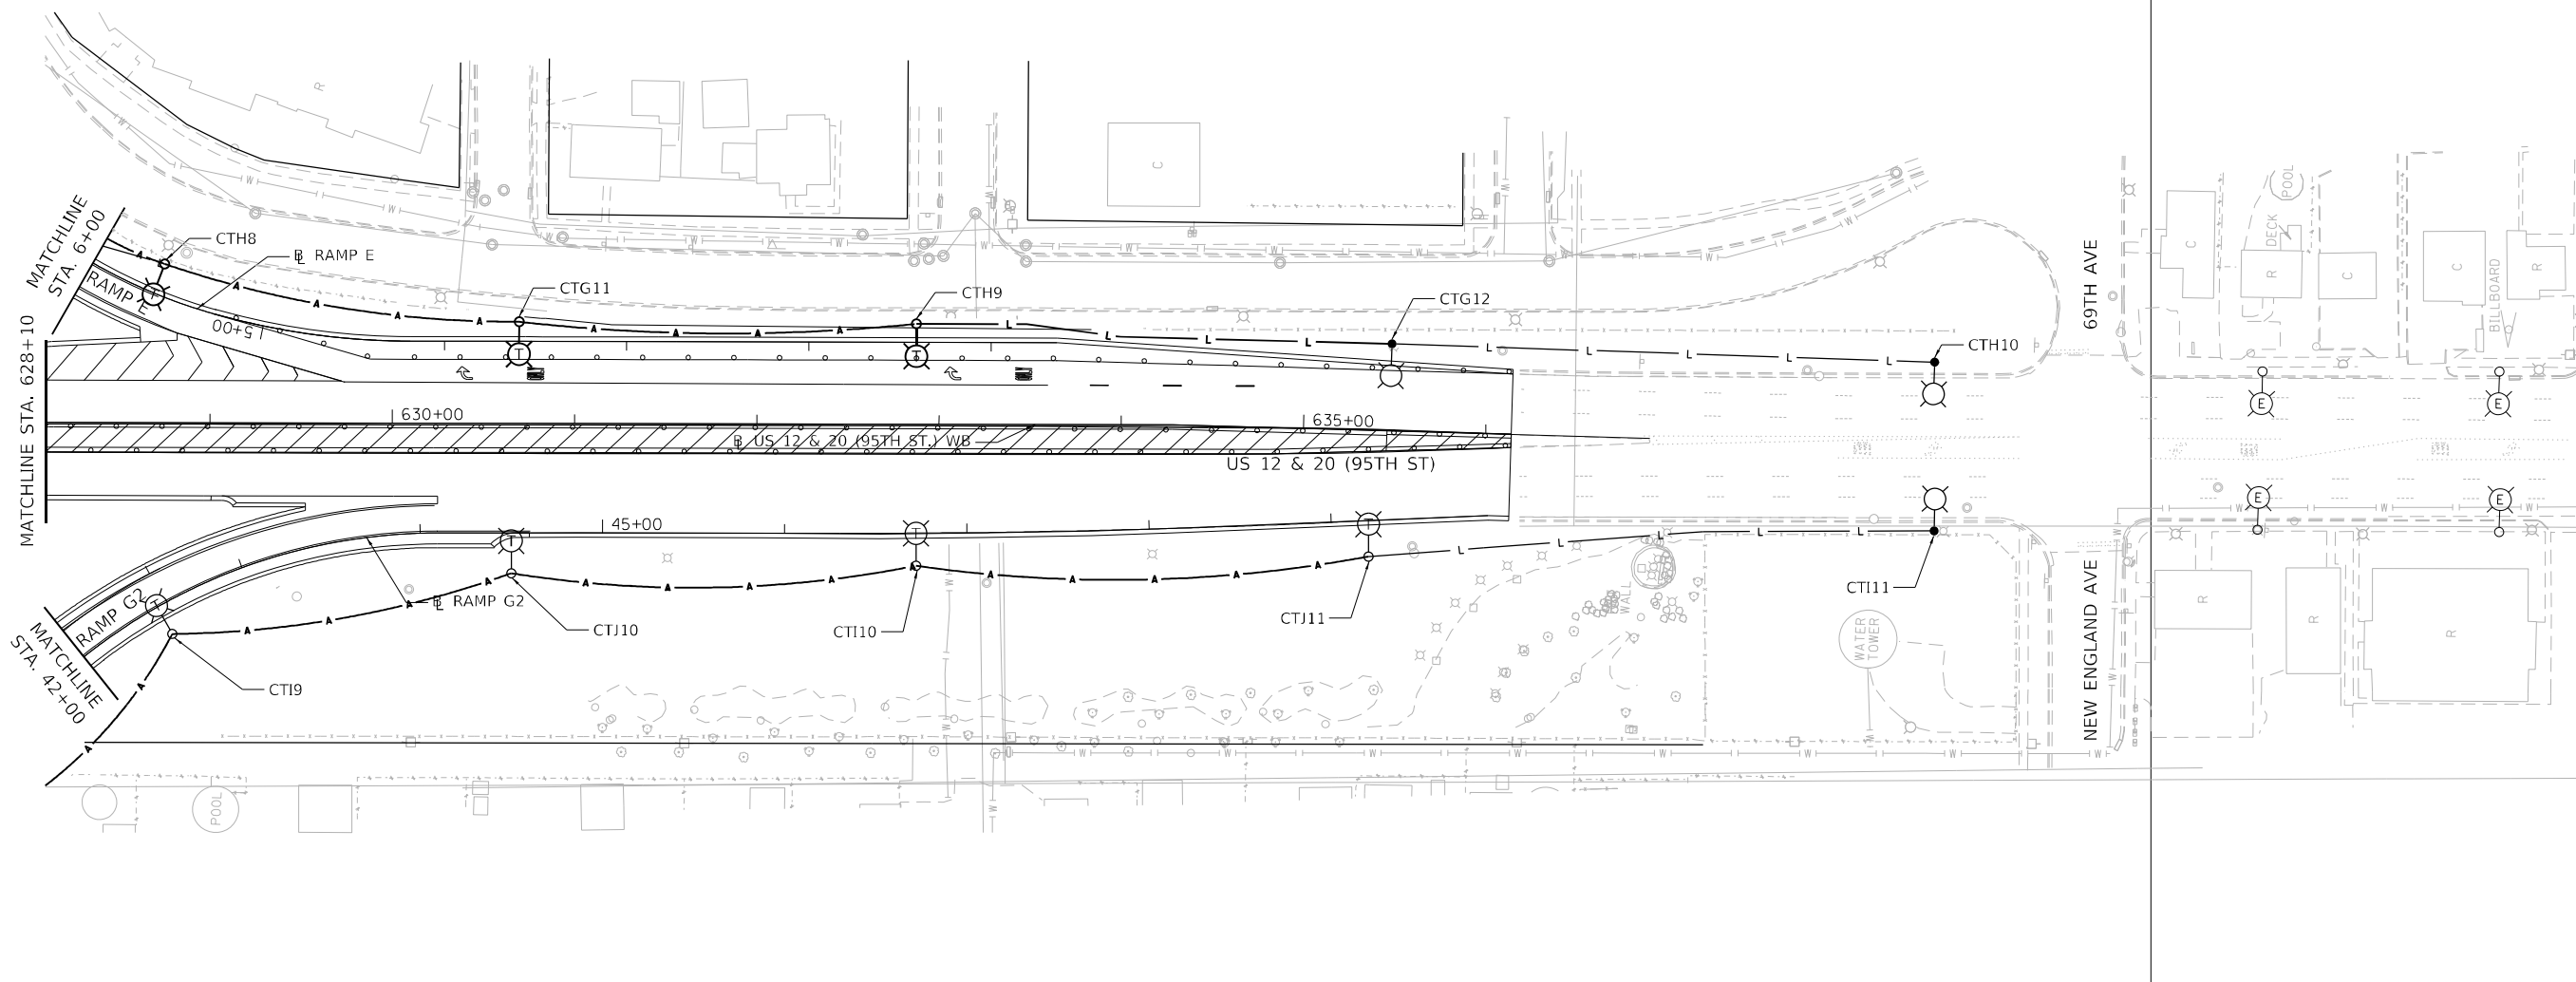 R
W
W
W
CTH8
MATCHLINE
STA. 6+00
℄ RAMP E
RAMP E
5+00
A
CTG11
CTH9
L
CTG12
CTH10
C
T
MATCHLINE STA. 628+10
630+00
635+00
℄ US 12 & 20 (95TH ST.) WB
US 12 & 20 (95TH ST)
45+00
RAMP G2
℄ RAMP G2
MATCHLINE
STA. 42+00
CTI9
CTJ10
CTI10
CTJ11
CTI11
WALL
WATER
TOWER
POOL
69TH AVE
NEW ENGLAND AVE
POOL
DECK
C
R
C
C
R
BILLBOARD
E
E
E
E
R
R
R